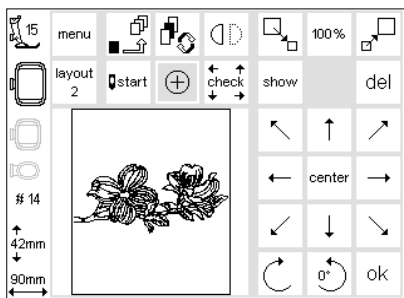 15
menu
100%
layout
2
start
check
show
del
# 14
42mm
90mm
center
0°
ok